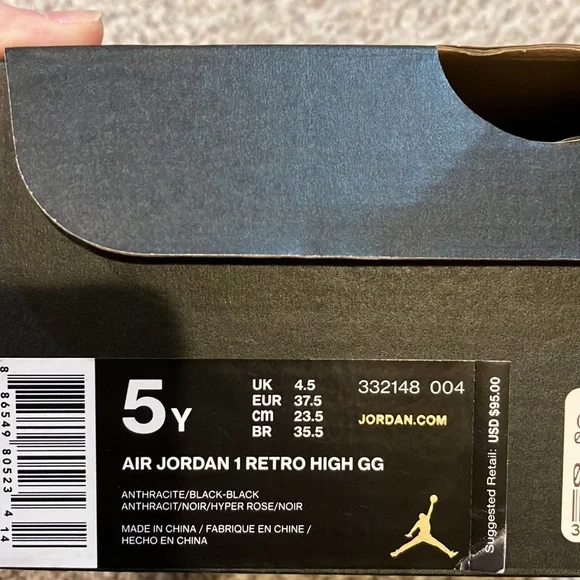 5Y
UK 4.5
EUR 37.5
CM 23.5
BR 35.5
332148 004
JORDAN.COM
AIR JORDAN 1 RETRO HIGH GG
ANTHRACITE/BLACK-BLACK
ANTHRACIT/NOIR/HYPER ROSE/NOIR
MADE IN CHINA / FABRIQUE EN CHINE /
HECHO EN CHINA
Suggested Retail: USD $95.00
8 86549 80523 4 14